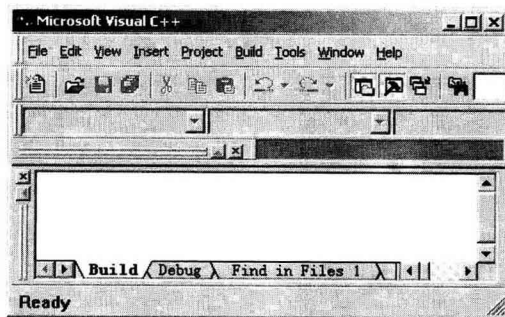 Microsoft Visual C++
File Edit View Insert Project Build Tools Window Help
Build Debug Find in Files 1
Ready